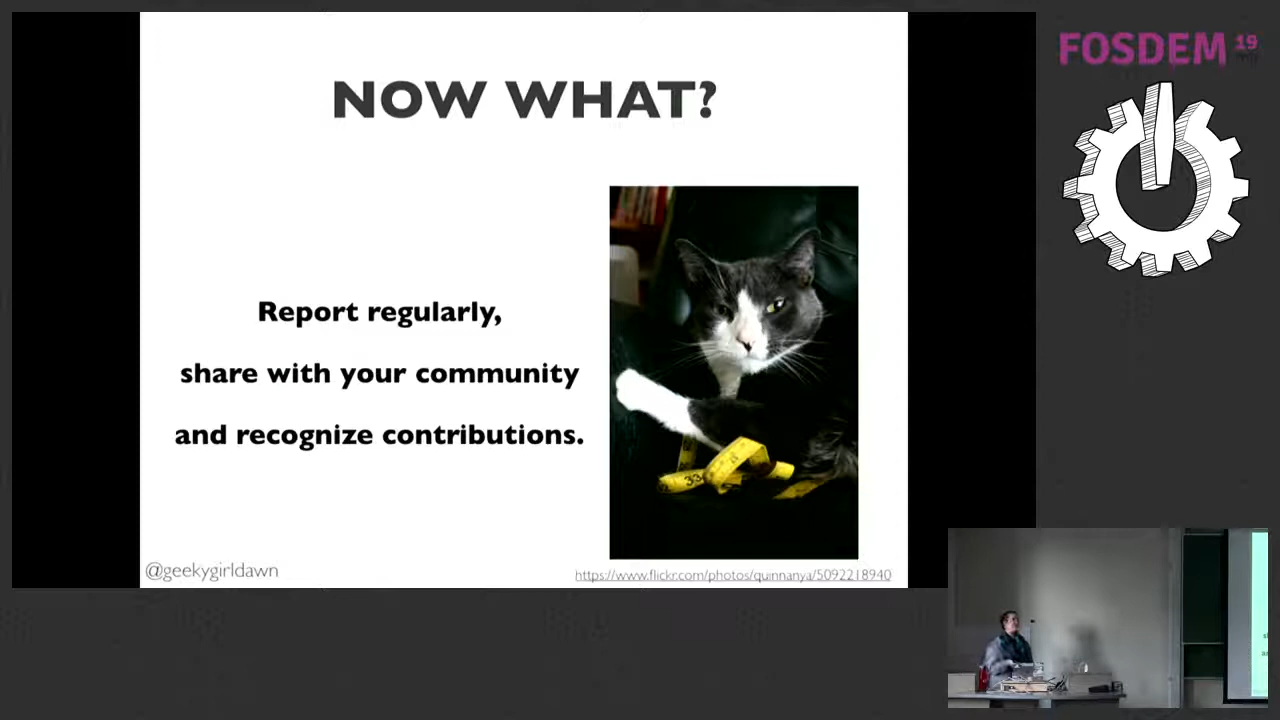 NOW WHAT?
Report regularly,
share with your community
and recognize contributions.
33
@geekygirldawn
https://www.flickr.com/photos/quinnanya/5092218940
FOSDEM 19